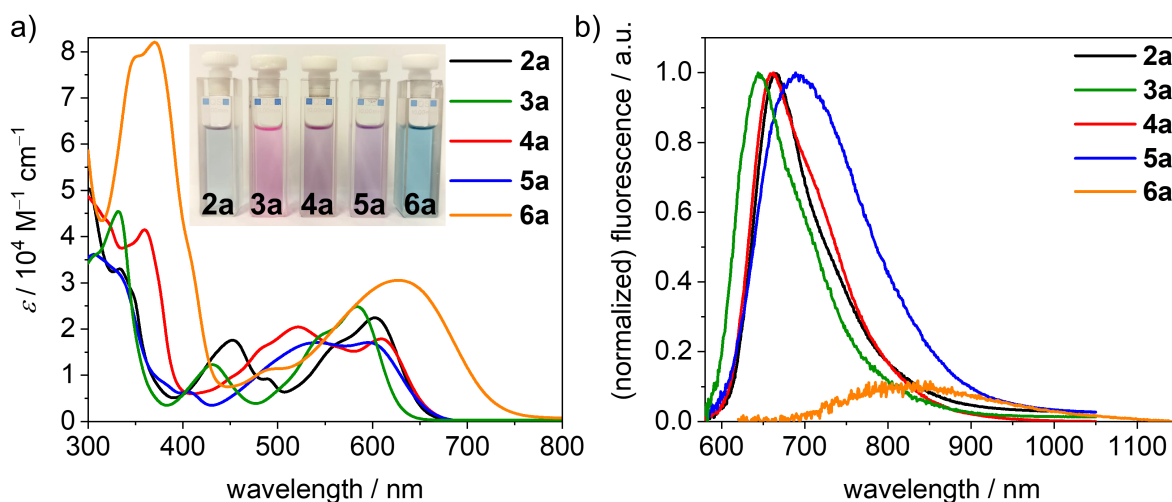 a)
ε / 10⁴ M⁻¹ cm⁻¹
8
7
6
5
4
3
2
1
0
300 400 500 600 700 800
wavelength / nm
2a 3a 4a 5a 6a
2a
3a
4a
5a
6a
b)
(normalized) fluorescence / a.u.
1.0
0.8
0.6
0.4
0.2
0.0
600 700 800 900 1000 1100
wavelength / nm
2a
3a
4a
5a
6a